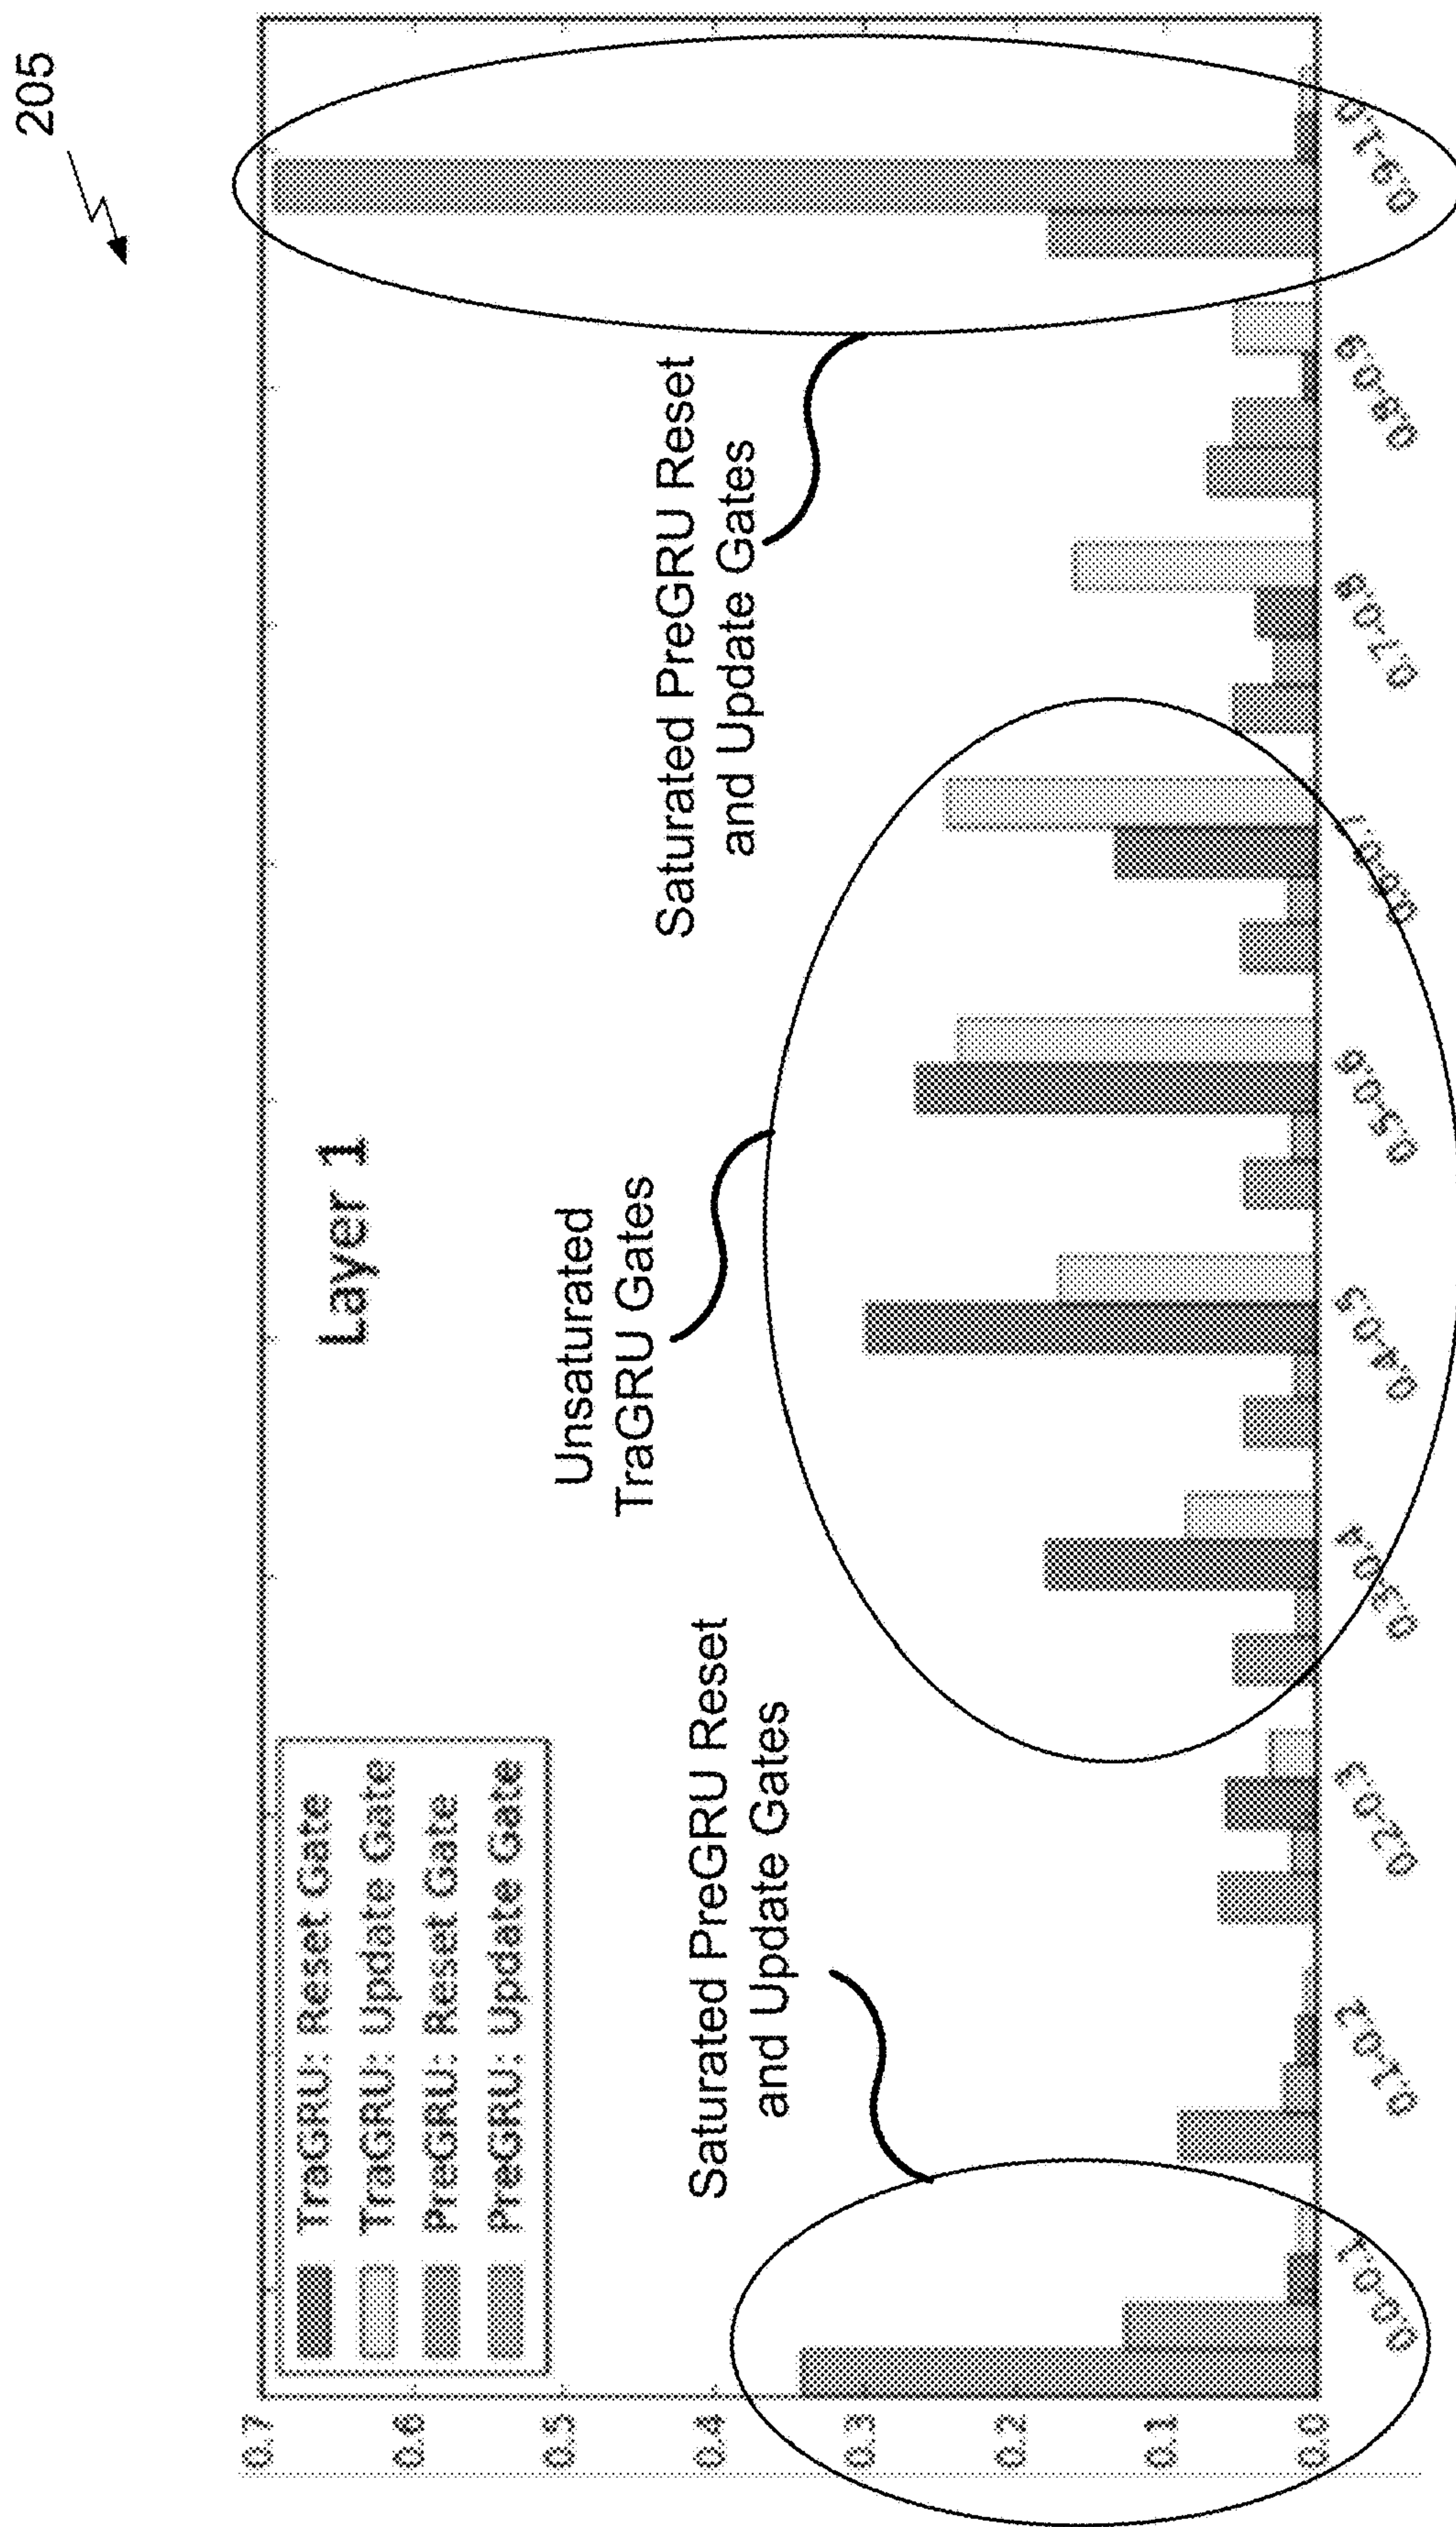 205
Layer 1
TraGRU: Reset Gate
TraGRU: Update Gate
PreGRU: Reset Gate
PreGRU: Update Gate
Unsaturated
TraGRU Gates
Saturated PreGRU Reset
and Update Gates
Saturated PreGRU Reset
and Update Gates
0.7
0.6
0.5
0.4
0.3
0.2
0.1
0.0
0.0-0.1
0.1-0.2
0.2-0.3
0.3-0.4
0.4-0.5
0.5-0.6
0.6-0.7
0.7-0.8
0.8-0.9
0.9-1.0